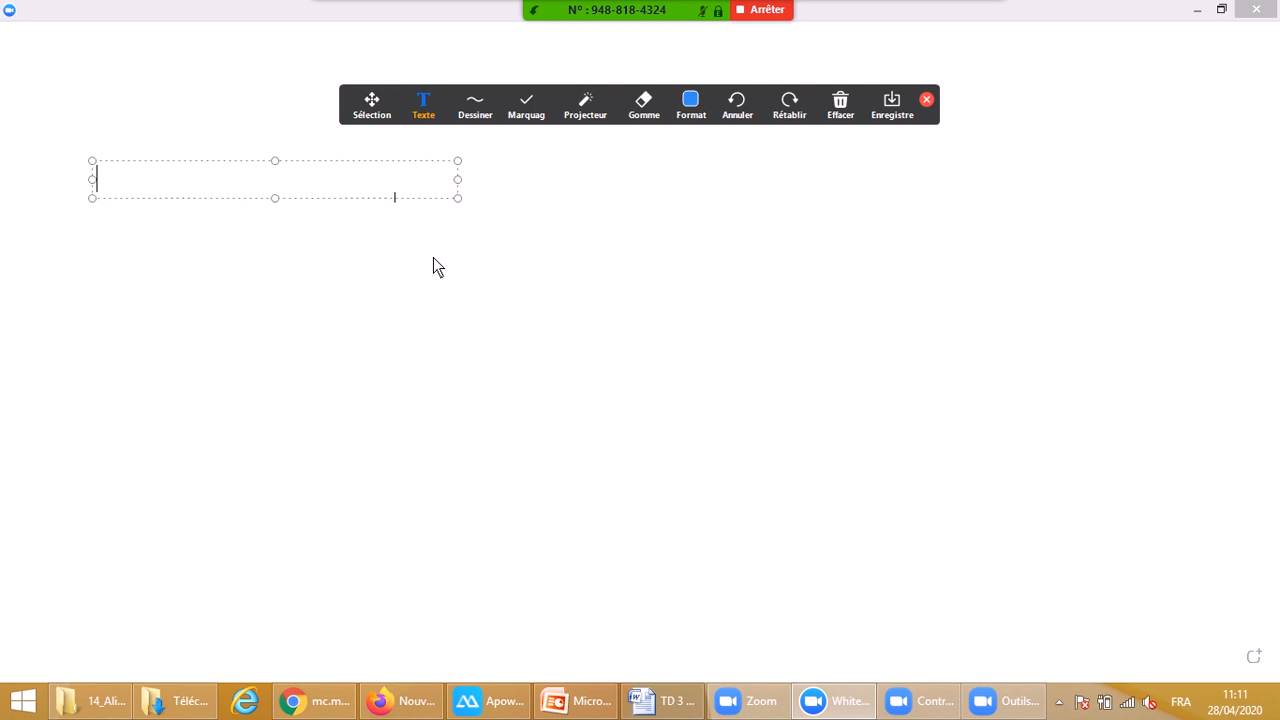 N° : 948-818-4324
Arrêter
Sélection
Texte
Dessiner
Marquag
Projecteur
Gomme
Format
Annuler
Rétablir
Effacer
Enregistre
14_Ali...
Téléc...
mc.m...
Nouv...
Apow...
Micro...
TD 3 ...
Zoom
White...
Contr...
Outils...
FRA
11:11
28/04/2020